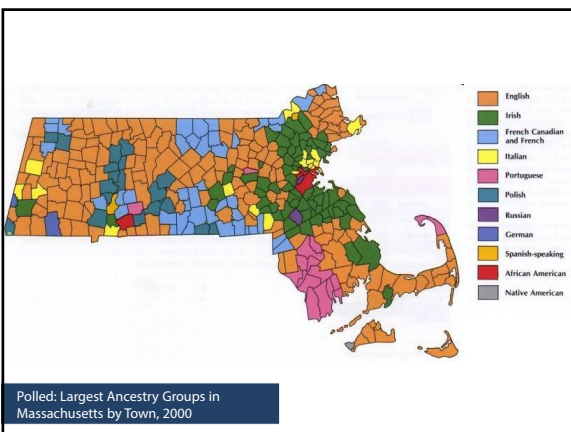 English
Irish
French Canadian
and French
Italian
Portuguese
Polish
Russian
German
Spanish-speaking
African American
Native American
Polled: Largest Ancestry Groups in
Massachusetts by Town, 2000